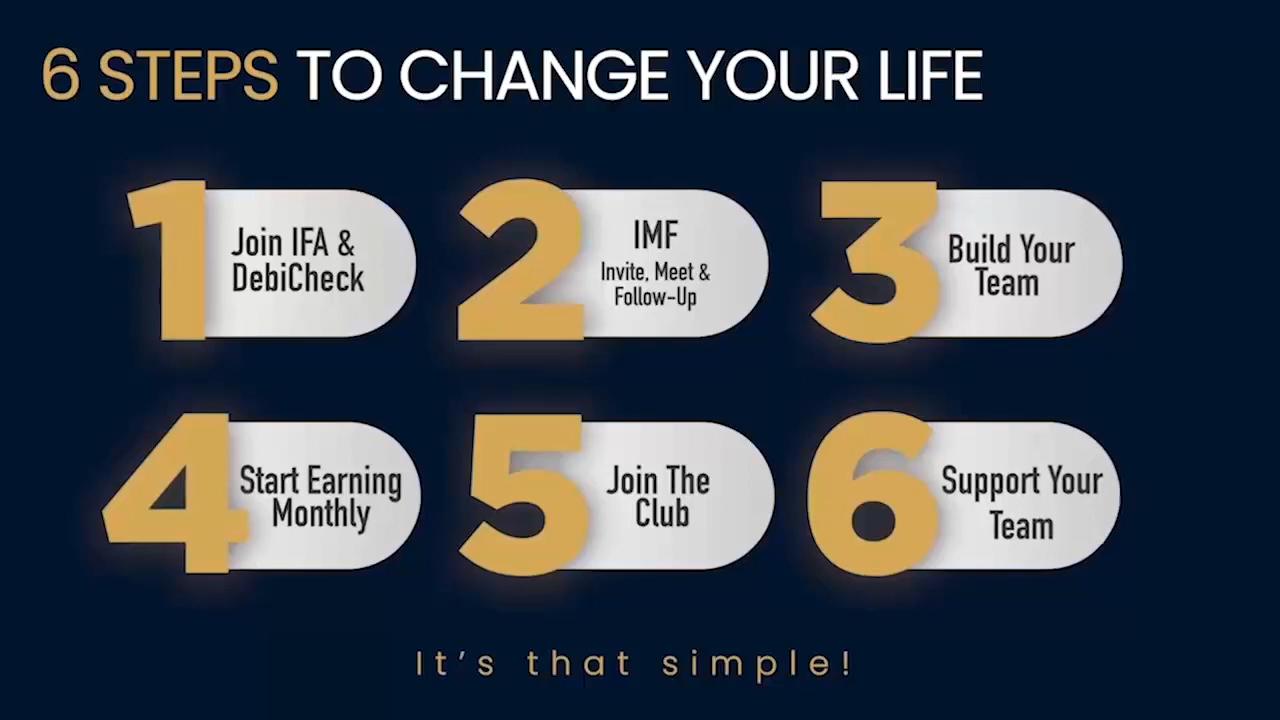 6 STEPS TO CHANGE YOUR LIFE
1
Join IFA &
DebiCheck
2
IMF
Invite, Meet &
Follow-Up
3
Build Your
Team
4
Start Earning
Monthly
5
Join The
Club
6
Support Your
Team
It's that simple!